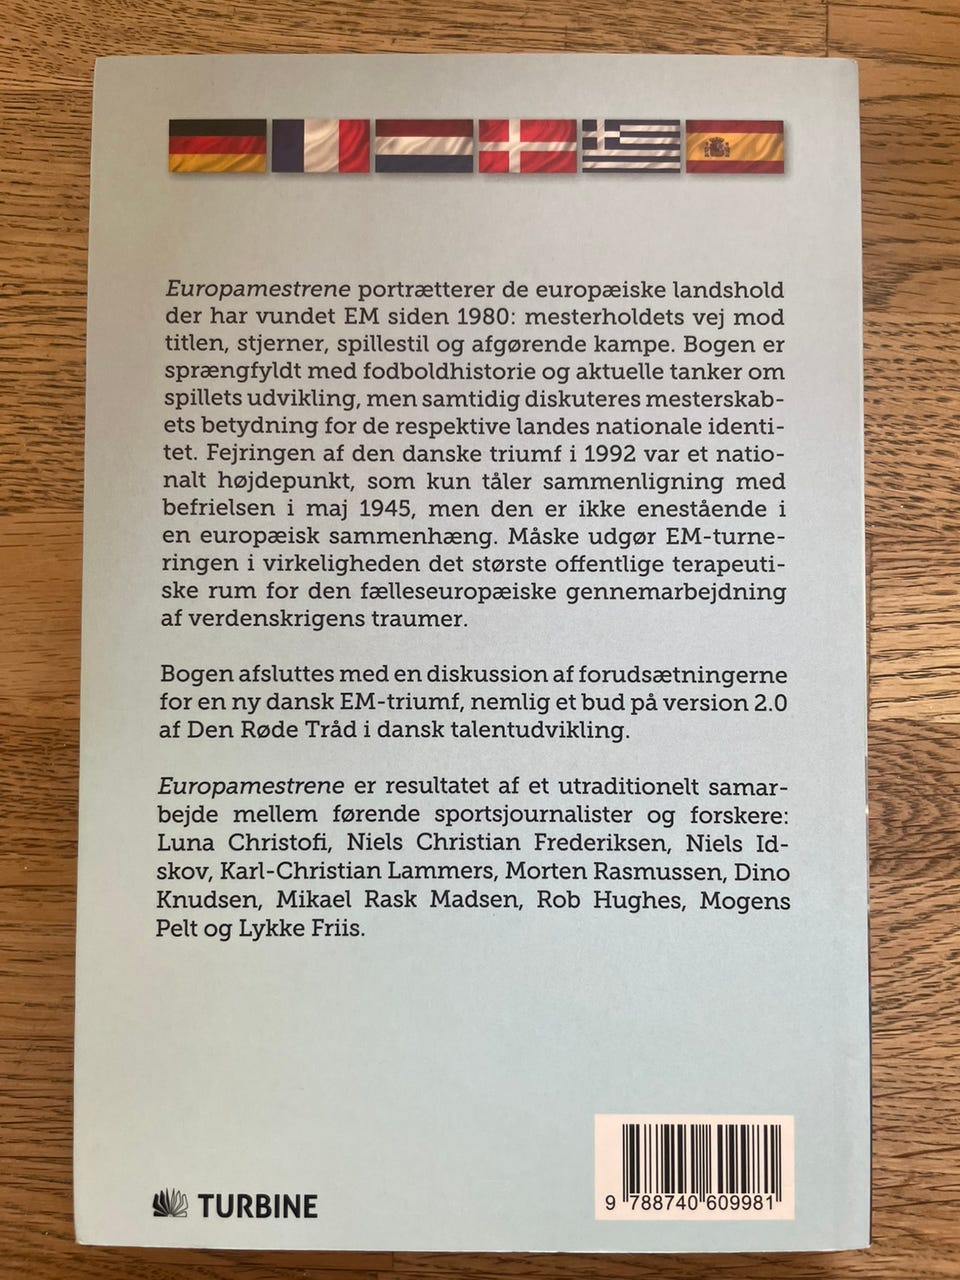 Europamestrene portrætterer de europæiske landshold
der har vundet EM siden 1980: mesterholdets vej mod
titlen, stjerner, spillestil og afgørende kampe. Bogen er
sprængfyldt med fodboldhistorie og aktuelle tanker om
spillets udvikling, men samtidig diskuteres mesterskab-
ets betydning for de respektive landes nationale identi-
tet. Fejringen af den danske triumf i 1992 var et natio-
nalt højdepunkt, som kun tåler sammenligning med
befrielsen i maj 1945, men den er ikke enestående i
en europæisk sammenhæng. Måske udgør EM-turne-
ringen i virkeligheden det største offentlige terapeuti-
ske rum for den fælleseuropæiske gennemarbejdning
af verdenskrigens traumer.
Bogen afsluttes med en diskussion af forudsætningerne
for en ny dansk EM-triumf, nemlig et bud på version 2.0
af Den Røde Tråd i dansk talentudvikling.
Europamestrene er resultatet af et utraditionelt samar-
bejde mellem førende sportsjournalister og forskere:
Luna Christofi, Niels Christian Frederiksen, Niels Id-
skov, Karl-Christian Lammers, Morten Rasmussen, Dino
Knudsen, Mikael Rask Madsen, Rob Hughes, Mogens
Pelt og Lykke Friis.
TURBINE
9 788740 609981